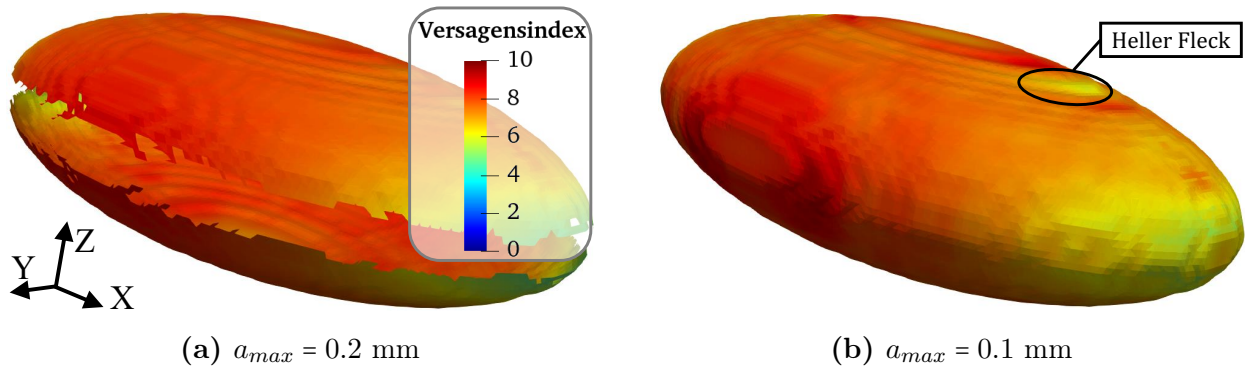 Versagensindex
10
8
6
4
2
0
Z
Y
X
Heller Fleck
(a) a_max = 0.2 mm
(b) a_max = 0.1 mm